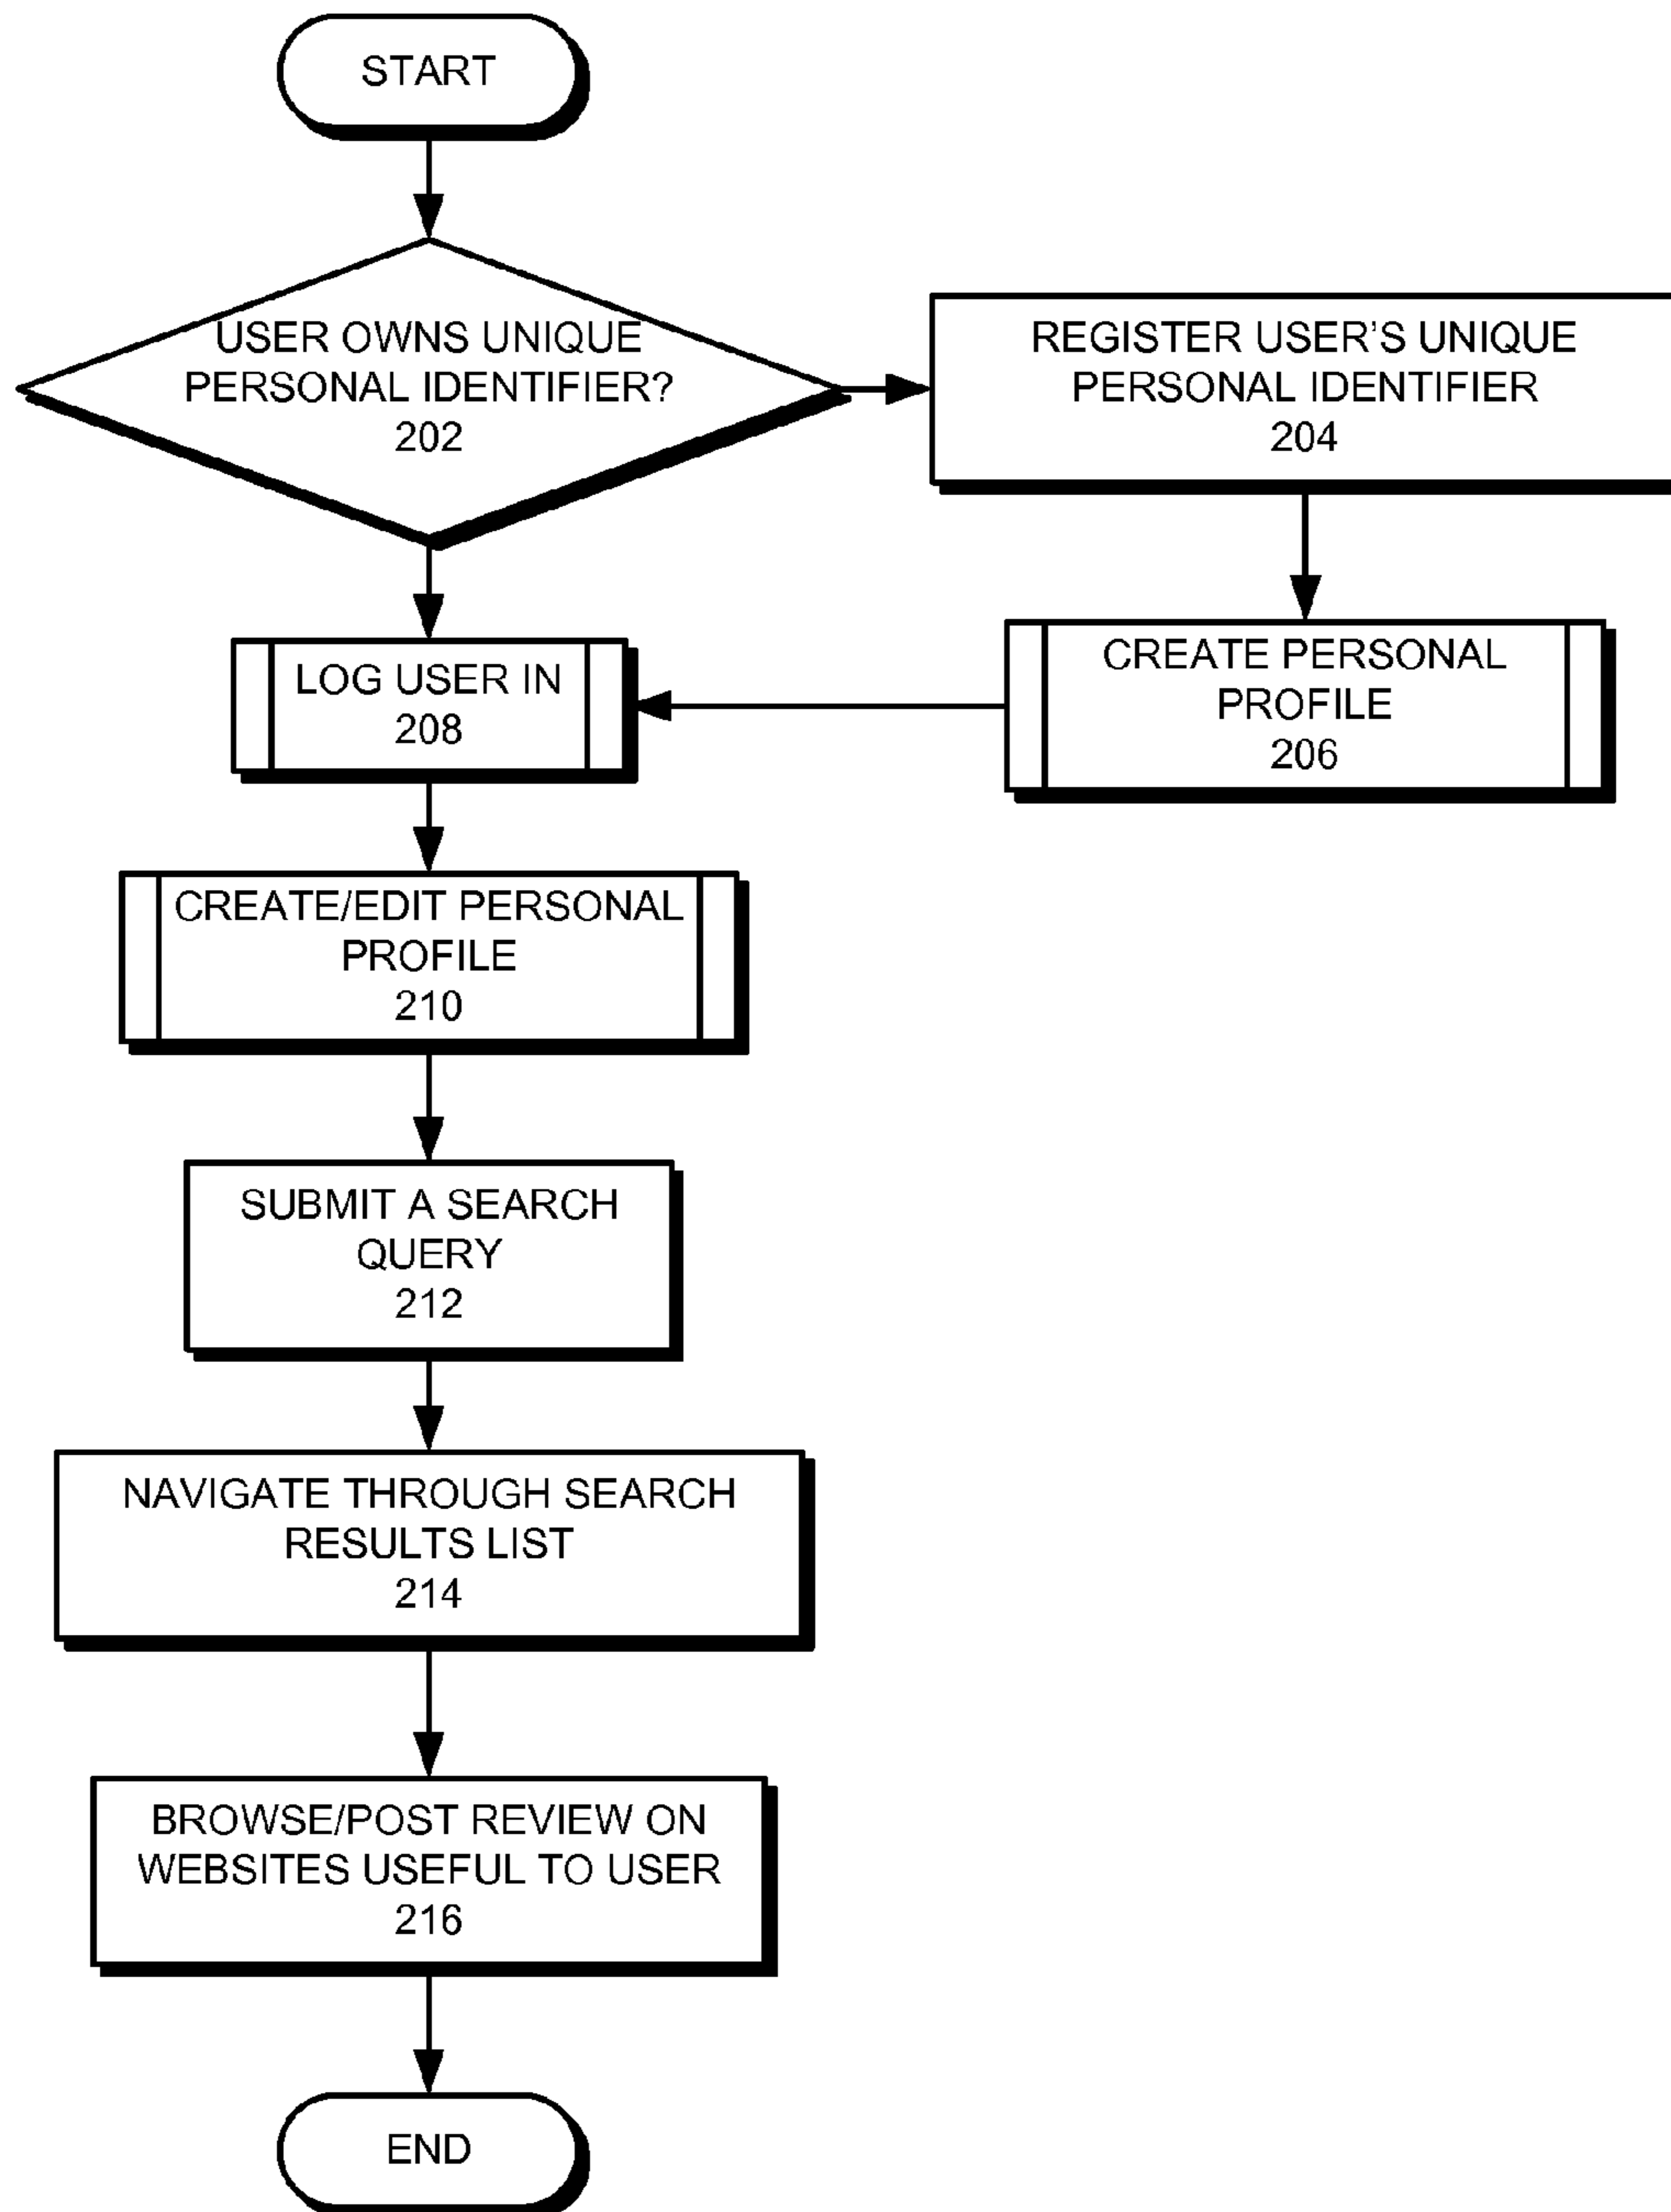 START
USER OWNS UNIQUE
PERSONAL IDENTIFIER?
202
REGISTER USER'S UNIQUE
PERSONAL IDENTIFIER
204
CREATE PERSONAL
PROFILE
206
LOG USER IN
208
CREATE/EDIT PERSONAL
PROFILE
210
SUBMIT A SEARCH
QUERY
212
NAVIGATE THROUGH SEARCH
RESULTS LIST
214
BROWSE/POST REVIEW ON
WEBSITES USEFUL TO USER
216
END